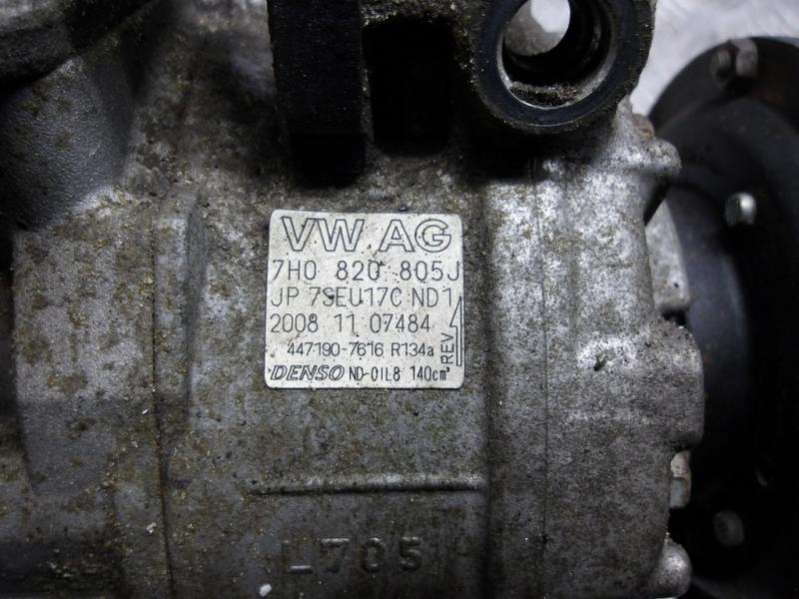 VW AG
7H0 820 805J
JP 7SEU17C ND1
2008 11 07484
447190-7616 R134a
REV
DENSO ND-OIL8 140cm³
L705